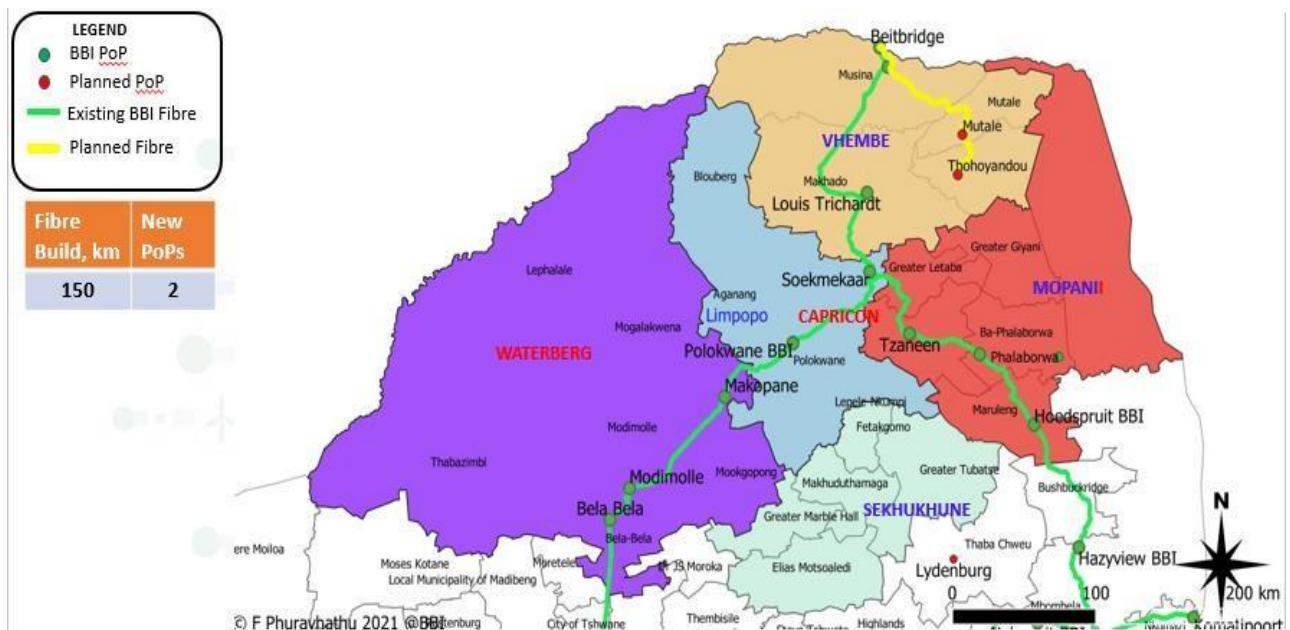 LEGEND
BBI PoP
Planned PoP
Existing BBI Fibre
Planned Fibre
Fibre Build, km
New PoPs
150
2
Beitbridge
Musina
Mutale
Mutale
VHEMBE
Thohoyandou
Blouberg
Makhado
Louis Trichardt
Greater Giyani
Soekmekaar
Greater Letaba
Lephalale
MOPANII
Aganang
Limpopo
CAPRICON
Mogalakwena
Ba-Phalaborwa
Tzaneen
WATERBERG
Polokwane BBI
Polokwane
Phalaborwa
Makopane
Lepele-Nkumpi
Maruleng
Hoedspruit BBI
Modimolle
Fetakgomo
Thabazimbi
Mookgopong
Greater Tubatse
Modimolle
Makhuduthamaga
Bushbuckridge
N
Bela Bela
SEKHUKHUNE
Greater Marble Hall
Bela-Bela
Thaba Chweu
Hazyview BBI
ere Moiloa
Moses Kotane
Moretele
JS Moroka
Elias Motsoaledi
Lydenburg
Local Municipality of Madibeng
0
100
200 km
© F Phuravhathu 2021 @BBI
City of Tshwane
Thembisile
Highlands
Komatipoort